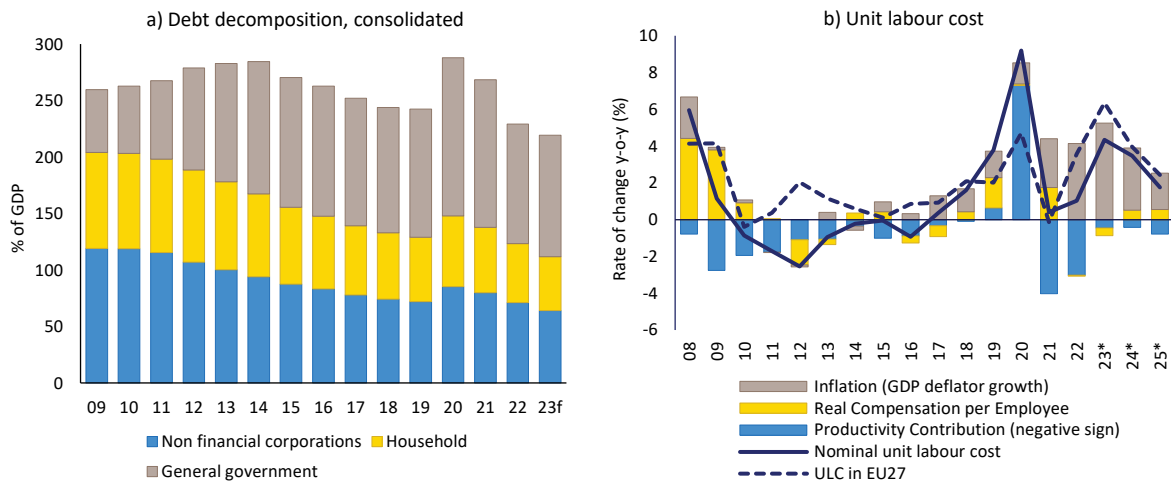 a) Debt decomposition, consolidated
% of GDP
300
250
200
150
100
50
0
09 10 11 12 13 14 15 16 17 18 19 20 21 22 23f
Non financial corporations
Household
General government
b) Unit labour cost
Rate of change y-o-y (%)
10
8
6
4
2
0
-2
-4
-6
08 09 10 11 12 13 14 15 16 17 18 19 20 21 22 23* 24* 25*
Inflation (GDP deflator growth)
Real Compensation per Employee
Productivity Contribution (negative sign)
Nominal unit labour cost
ULC in EU27